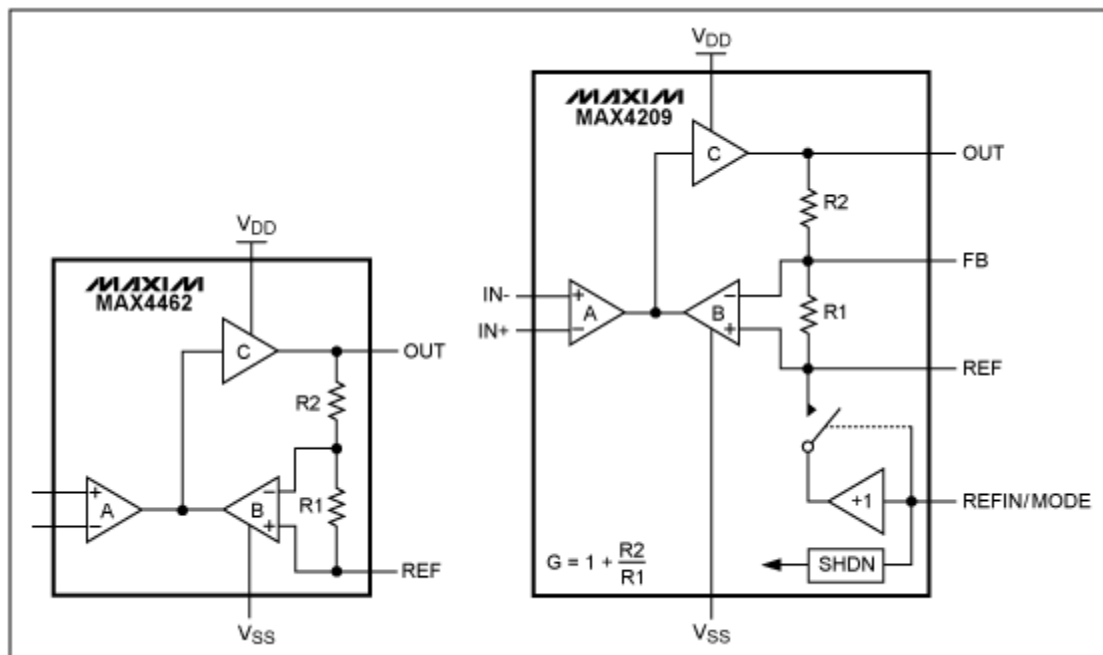 VDD
MAXIM
MAX4462
C
OUT
R2
A
+
−
B
−
+
R1
REF
VSS
VDD
MAXIM
MAX4209
C
OUT
R2
FB
IN-
IN+
+
−
A
B
−
+
R1
REF
+1
REFIN/MODE
SHDN
G = 1 + R2/R1
VSS